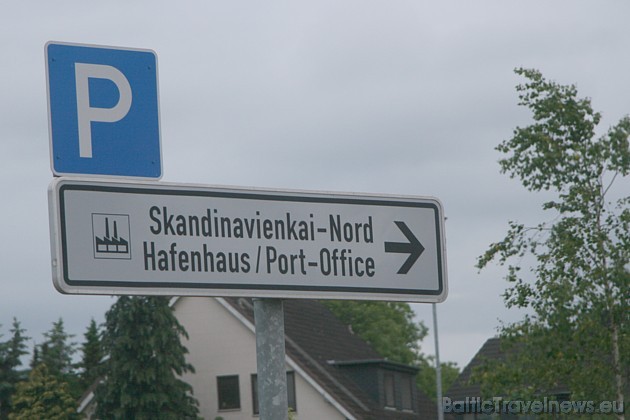 P
Skandinavienkai-Nord
Hafenhaus/Port-Office
BalticTravelnews.eu